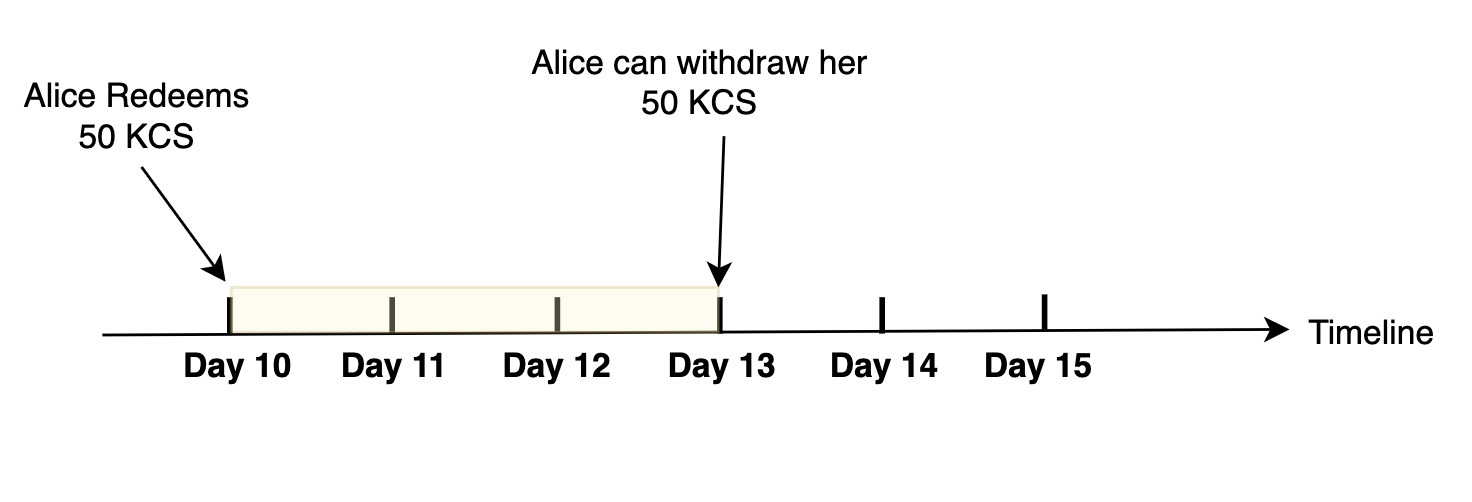 Alice Redeems
50 KCS
Alice can withdraw her
50 KCS
Timeline
Day 10
Day 11
Day 12
Day 13
Day 14
Day 15